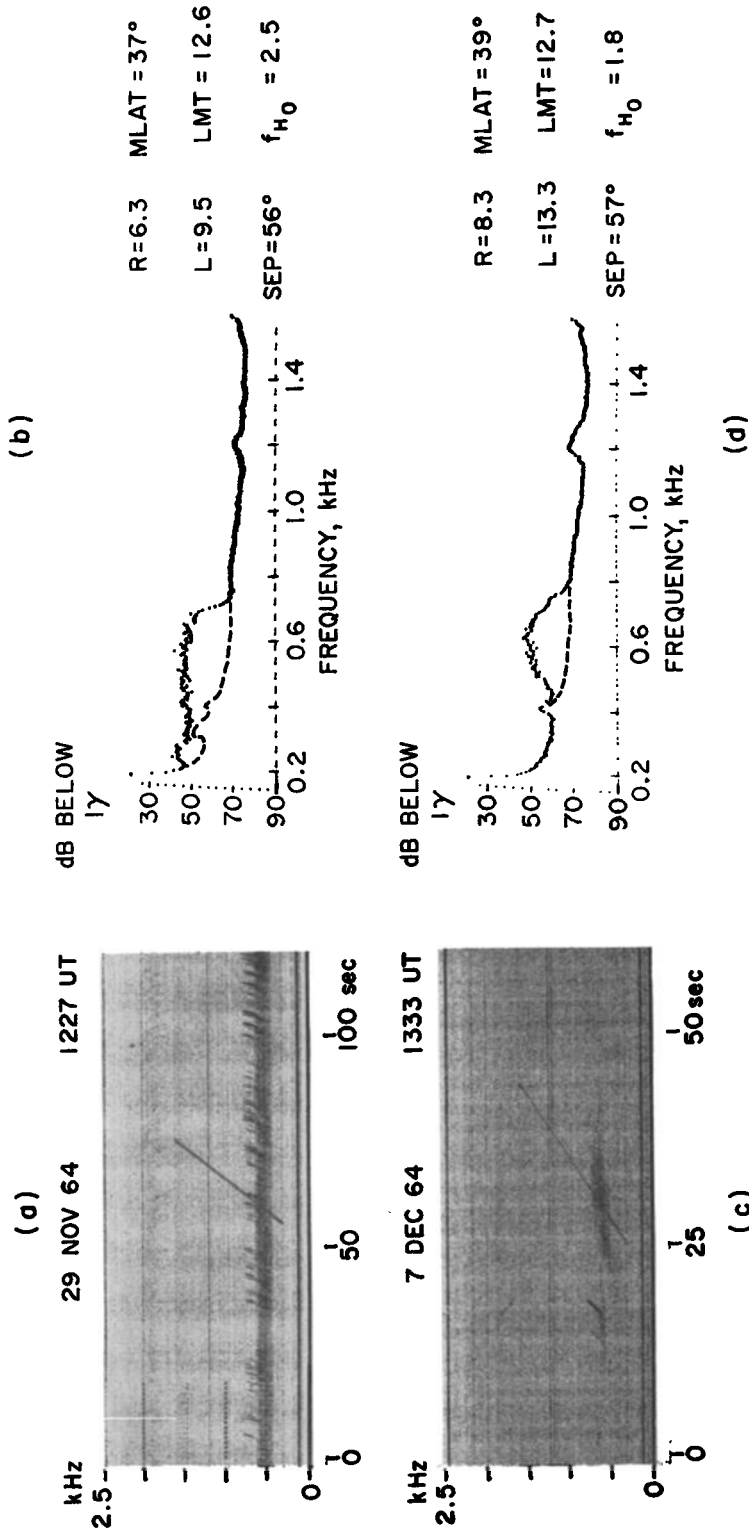 (a)
29 NOV 64 1227 UT
kHz
2.5
0
0 50 100 sec
(b)
dB BELOW
1γ
30
50
70
90
0.2 0.6 1.0 1.4
FREQUENCY, kHz
R=6.3 MLAT=37°
L=9.5 LMT=12.6
SEP=56° fH0 =2.5
7 DEC 64 1333 UT
kHz
2.5
0
0 25 50 sec
(c)
dB BELOW
1γ
30
50
70
90
0.2 0.6 1.0 1.4
FREQUENCY, kHz
R=8.3 MLAT=39°
L=13.3 LMT=12.7
SEP=57° fH0 =1.8
(d)